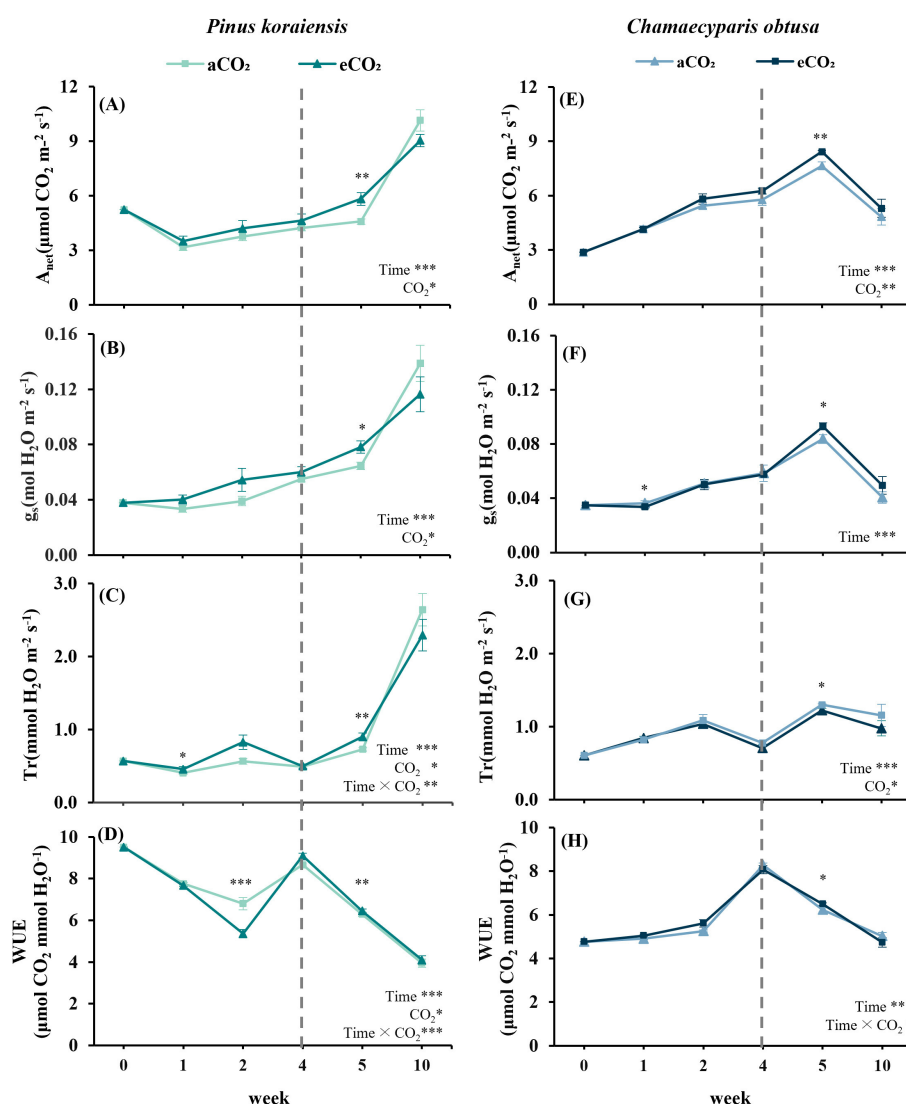 Pinus koraiensis
Chamaecyparis obtusa
aCO₂ eCO₂
aCO₂ eCO₂
(A)
Aₙₑₜ(μmol CO₂ m-² s⁻¹)
12
9
6
3
0
**
Time ***
CO₂*
(E)
Aₙₑₜ(μmol CO₂ m-² s⁻¹)
12
9
6
3
0
**
Time ***
CO₂**
(B)
gₛ(mol H₂O m⁻² s⁻¹)
0.16
0.12
0.08
0.04
0.00
*
Time ***
CO₂*
(F)
gₛ(mol H₂O m⁻² s⁻¹)
0.16
0.12
0.08
0.04
0.00
*
*
Time ***
(C)
Tr(mmol H₂O m⁻² s⁻¹)
3.0
2.0
1.0
0.0
*
**
Time ***
CO₂ *
Time × CO₂ **
(G)
Tr(mmol H₂O m⁻² s⁻¹)
3.0
2.0
1.0
0.0
*
Time ***
CO₂*
(D)
WUE
(μmol CO₂ mmol H₂O⁻¹)
10
8
6
4
2
0
***
**
Time ***
CO₂*
Time × CO₂***
0 1 2 4 5 10
week
(H)
WUE
(μmol CO₂ mmol H₂O⁻¹)
10
8
6
4
2
0
*
Time **
Time × CO₂
0 1 2 4 5 10
week